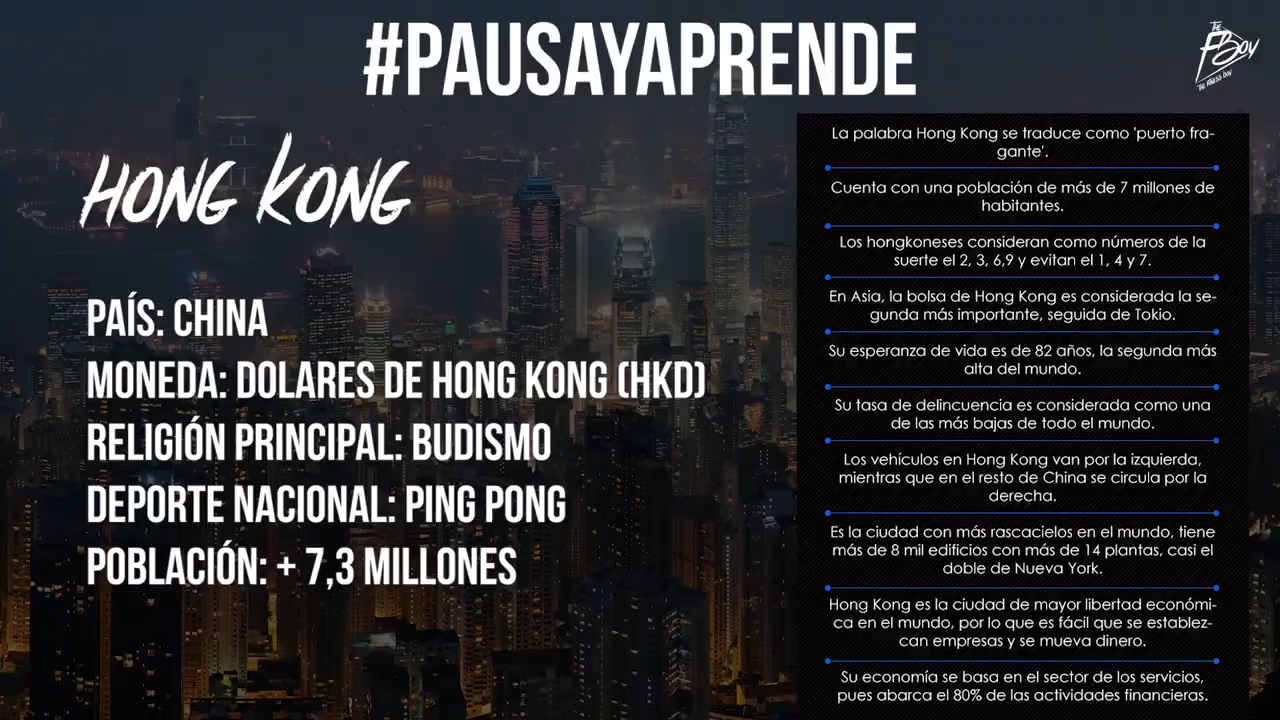 #PAUSAYAPRENDE
THE
FBOY
THE FITNESS BOY
HONG KONG
PAÍS: CHINA
MONEDA: DOLARES DE HONG KONG (HKD)
RELIGIÓN PRINCIPAL: BUDISMO
DEPORTE NACIONAL: PING PONG
POBLACIÓN: + 7,3 MILLONES
La palabra Hong Kong se traduce como 'puerto fra-
gante'.
Cuenta con una población de más de 7 millones de
habitantes.
Los hongkoneses consideran como números de la
suerte el 2, 3, 6,9 y evitan el 1, 4 y 7.
En Asia, la bolsa de Hong Kong es considerada la se-
gunda más importante, seguida de Tokio.
Su esperanza de vida es de 82 años, la segunda más
alta del mundo.
Su tasa de delincuencia es considerada como una
de las más bajas de todo el mundo.
Los vehículos en Hong Kong van por la izquierda,
mientras que en el resto de China se circula por la
derecha.
Es la ciudad con más rascacielos en el mundo, tiene
más de 8 mil edificios con más de 14 plantas, casi el
doble de Nueva York.
Hong Kong es la ciudad de mayor libertad económi-
ca en el mundo, por lo que es fácil que se establez-
can empresas y se mueva dinero.
Su economía se basa en el sector de los servicios,
pues abarca el 80% de las actividades financieras.